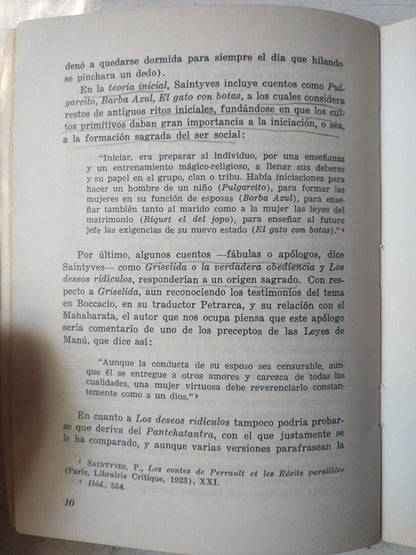 denó a quedarse dormida para siempre el día que hilando
se pinchara un dedo).
En la teoría inicial, Saintyves incluye cuentos como Pul-
garcito, Barba Azul, El gato con botas, a los cuales considera
restos de antiguos ritos iniciales, fundándose en que los cul-
tos primitivos daban gran importancia a la iniciación, o sea,
a la formación sagrada del ser social:
"Iniciar, era preparar al individuo, por una enseñanza
y un entrenamiento mágico-religioso, a llenar sus deberes
y su papel en el grupo, clan o tribu. Había iniciaciones para
hacer un hombre de un niño (Pulgarcito), para formar las
mujeres en su función de esposas (Barba Azul), para ense-
ñar también tanto al marido como a la mujer las leyes del
matrimonio (Riquet el del jopo), para enseñar al futuro
jefe las exigencias de su nuevo estado (El gato con botas)." ⁴
Por último, algunos cuentos —fábulas o apólogos, dice
Saintyves— como Griselida o la verdadera obediencia y Los
deseos ridículos, responderían a un origen sagrado. Con res-
pecto a Griselida, aun reconociendo los testimonios del tema
en Boccacio, en su traductor Petrarca, y su relación con el
Mahabarata, el autor que nos ocupa piensa que este apólogo
sería comentario de uno de los preceptos de las Leyes de
Manú, que dice así:
"Aunque la conducta de su esposo sea censurable, aun-
que él se entregue a otros amores y carezca de todas las
cualidades, una mujer virtuosa deberá reverenciarlo constan-
temente como a un dios." ⁵
En cuanto a Los deseos ridículos tampoco podría probar-
se que deriva del Pantchatantra, con el que justamente se
le ha comparado, y aunque varias versiones parafrasean la
⁴ SAINTYVES, P., Les contes de Perrault et les Récits parallèles
(París, Librairie Critique, 1923), XXI.
⁵ Ibíd., 554.
10